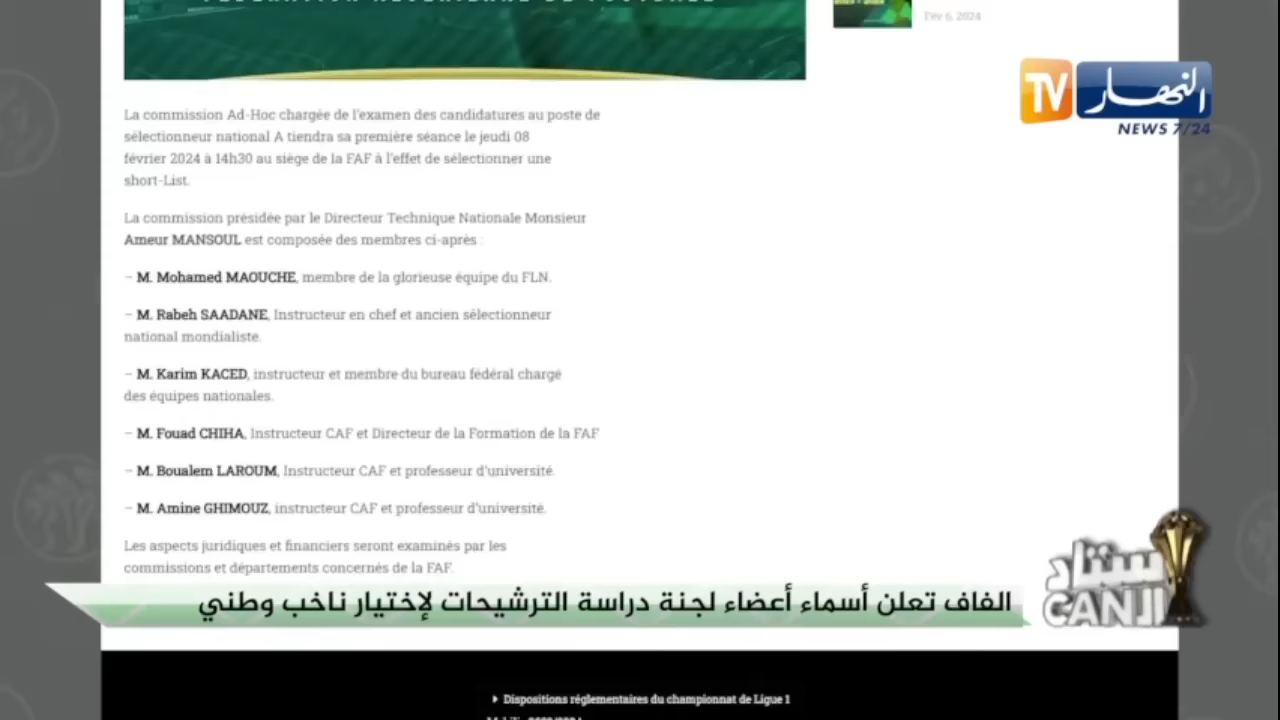 Fév 6, 2024
TV النهار
NEWS 7/24
La commission Ad-Hoc chargée de l'examen des candidatures au poste de
sélectionneur national A tiendra sa première séance le jeudi 08
février 2024 à 14h30 au siège de la FAF à l'effet de sélectionner une
short-List.
La commission présidée par le Directeur Technique Nationale Monsieur
Ameur MANSOUL est composée des membres ci-après :
– M. Mohamed MAOUCHE, membre de la glorieuse équipe du FLN.
– M. Rabeh SAADANE, Instructeur en chef et ancien sélectionneur
national mondialiste.
– M. Karim KACED, instructeur et membre du bureau fédéral chargé
des équipes nationales.
– M. Fouad CHIHA, Instructeur CAF et Directeur de la Formation de la FAF
– M. Boualem LAROUM, Instructeur CAF et professeur d'université.
– M. Amine GHIMOUZ, instructeur CAF et professeur d'université.
Les aspects juridiques et financiers seront examinés par les
commissions et départements concernés de la FAF.
الفاف تعلن أسماء أعضاء لجنة دراسة الترشيحات لإختيار ناخب وطني
ستاد
CANJI
Dispositions réglementaires du championnat de Ligue 1